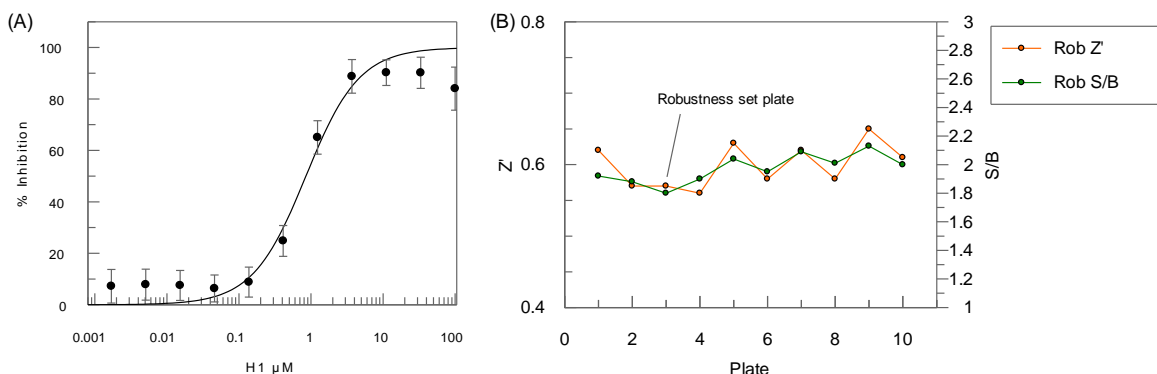 (A)
100
80
60
40
20
0
% Inhibition
0.001 0.01 0.1 1 10 100
H1 µM
(B)
0.8
0.6
0.4
Z'
Robustness set plate
3
2.8
2.6
2.4
2.2
2
1.8
1.6
1.4
1.2
1
S/B
0 2 4 6 8 10
Plate
Rob Z'
Rob S/B